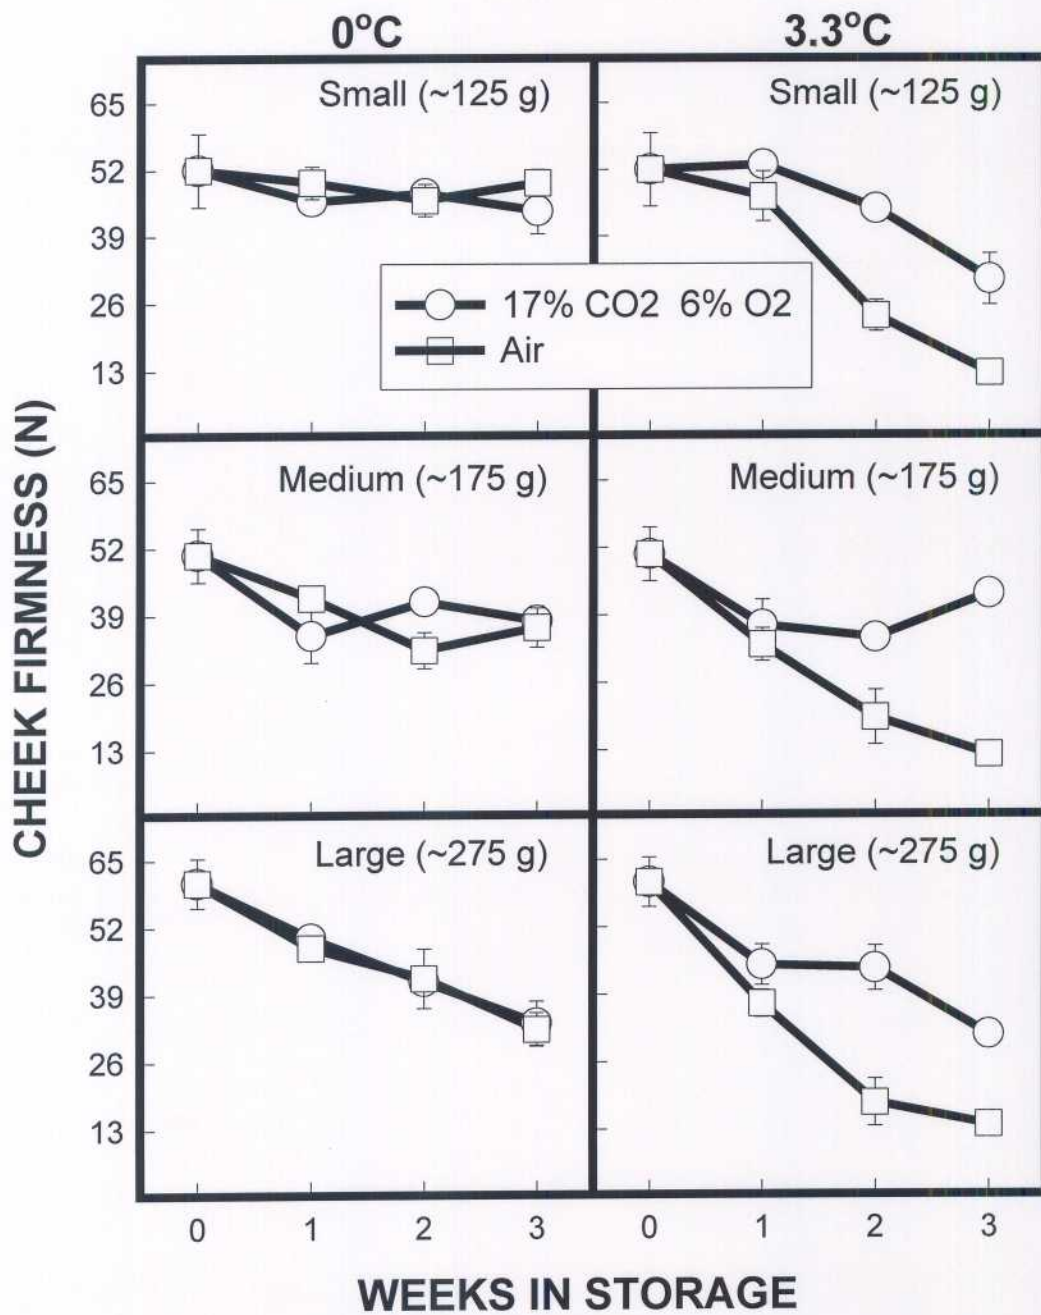 0°C 3.3°C
Small (~125 g) Small (~125 g)
65
52
39
26
13
17% CO2 6% O2
Air
Medium (~175 g) Medium (~175 g)
65
52
39
26
13
Large (~275 g) Large (~275 g)
65
52
39
26
13
0 1 2 3 0 1 2 3
CHEEK FIRMNESS (N)
WEEKS IN STORAGE